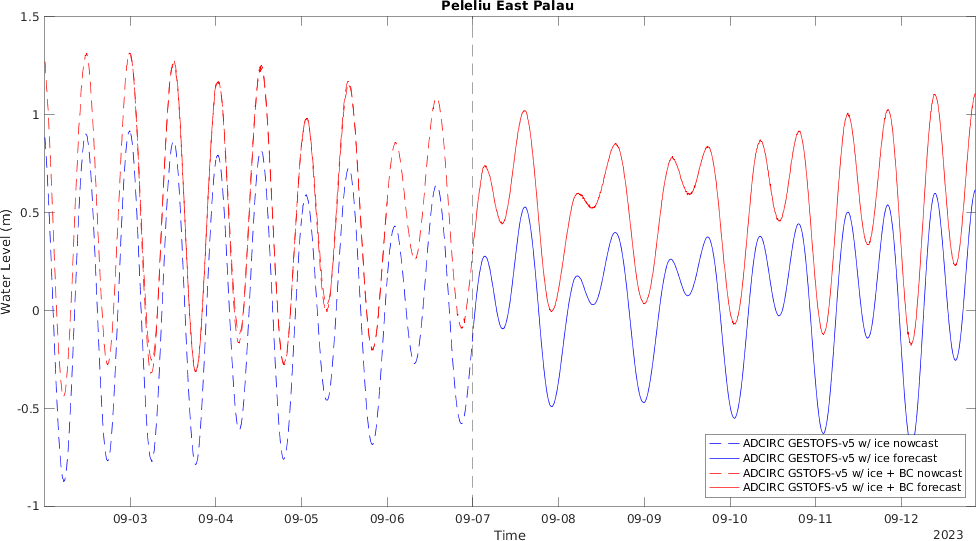 Peleliu East Palau
1.5
1
0.5
0
-0.5
-1
Water Level (m)
ADCIRC GESTOFS-v5 w/ ice nowcast
ADCIRC GESTOFS-v5 w/ ice forecast
ADCIRC GSTOFS-v5 w/ ice + BC nowcast
ADCIRC GSTOFS-v5 w/ ice + BC forecast
09-03 09-04 09-05 09-06 09-07 09-08 09-09 09-10 09-11 09-12
Time
2023